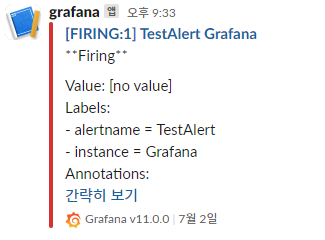 grafana 앱 오후 9:33
[FIRING:1] TestAlert Grafana
**Firing**
Value: [no value]
Labels:
- alertname = TestAlert
- instance = Grafana
Annotations:
간략히 보기
Grafana v11.0.0 | 7월 2일